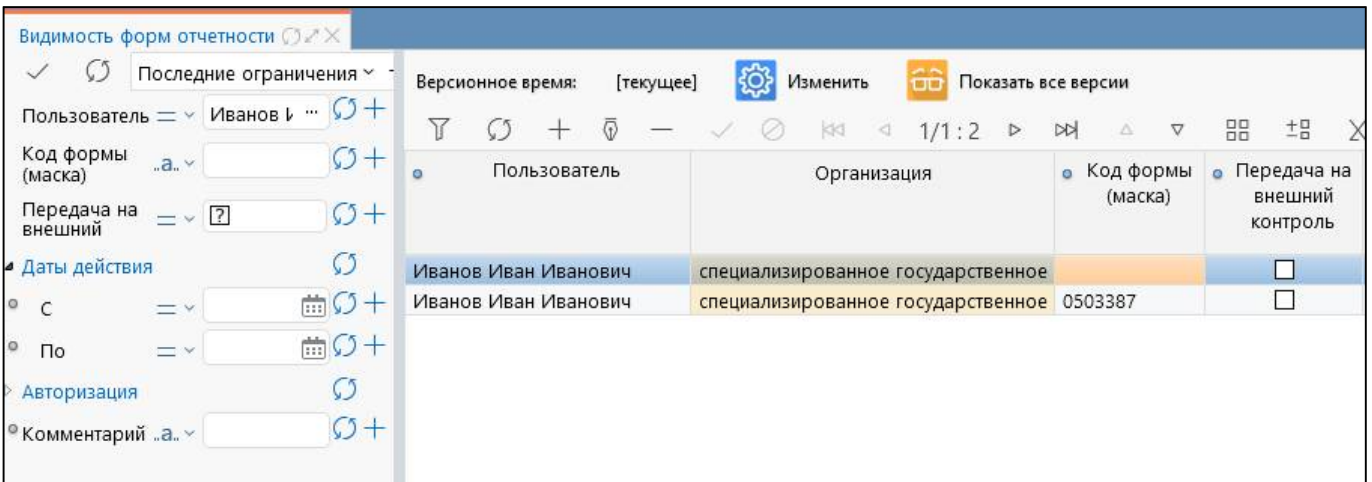 Видимость форм отчетности
Последние ограничения
Пользователь = Иванов И ...
Код формы
(маска) „a„
Передача на
внешний = ?
Даты действия
С =
По =
Авторизация
Комментарий „a„
Версионное время: [текущее] Изменить Показать все версии
1/1 : 2
Пользователь Организация Код формы
(маска) Передача на
внешний
контроль
Иванов Иван Иванович специализированное государственное
Иванов Иван Иванович специализированное государственное 0503387